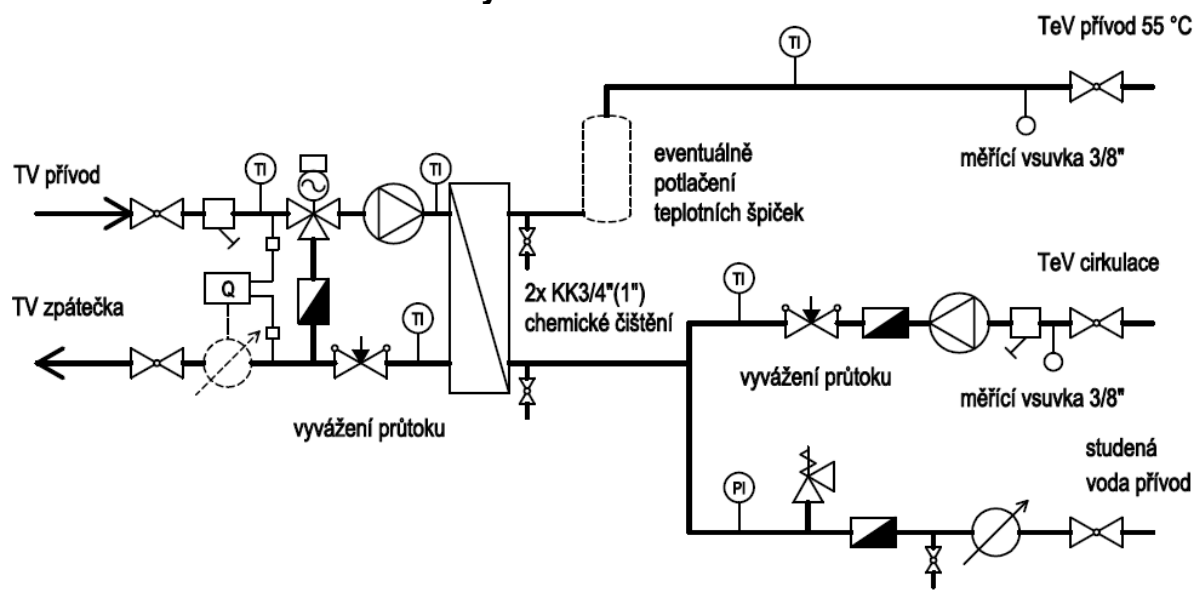 TeV přívod 55 °C
TI
měřící vsuvka 3/8"
eventuálně
potlačení
teplotních špiček
TV přívod
TI
TI
TV zpátečka
Q
TI
vyvážení průtoku
2x KK3/4"(1")
chemické čištění
TeV cirkulace
TI
vyvážení průtoku
měřící vsuvka 3/8"
studená
voda přívod
PI